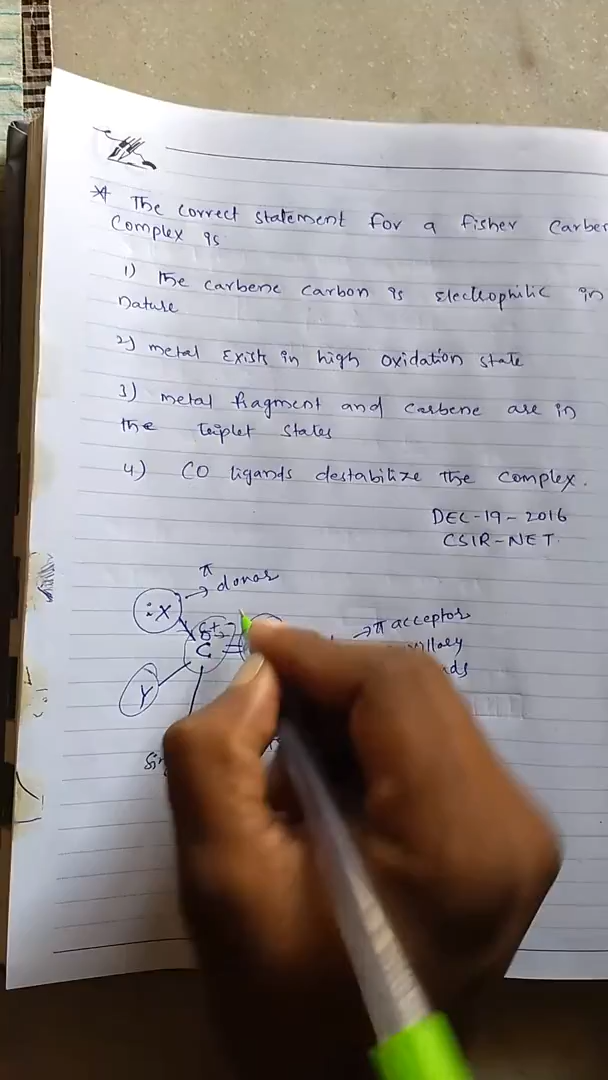 * The correct statement for a fisher Carbe
Complex is
1) The carbene carbon is electrophilic in
nature
2) metal Exist in high oxidation state
3) metal fragment and carbene are in
the triplet states
4) CO ligands destabilize the complex.
DEC-19-2016
CSIR-NET
π
donor
:X
δ+
C
π acceptor
Y